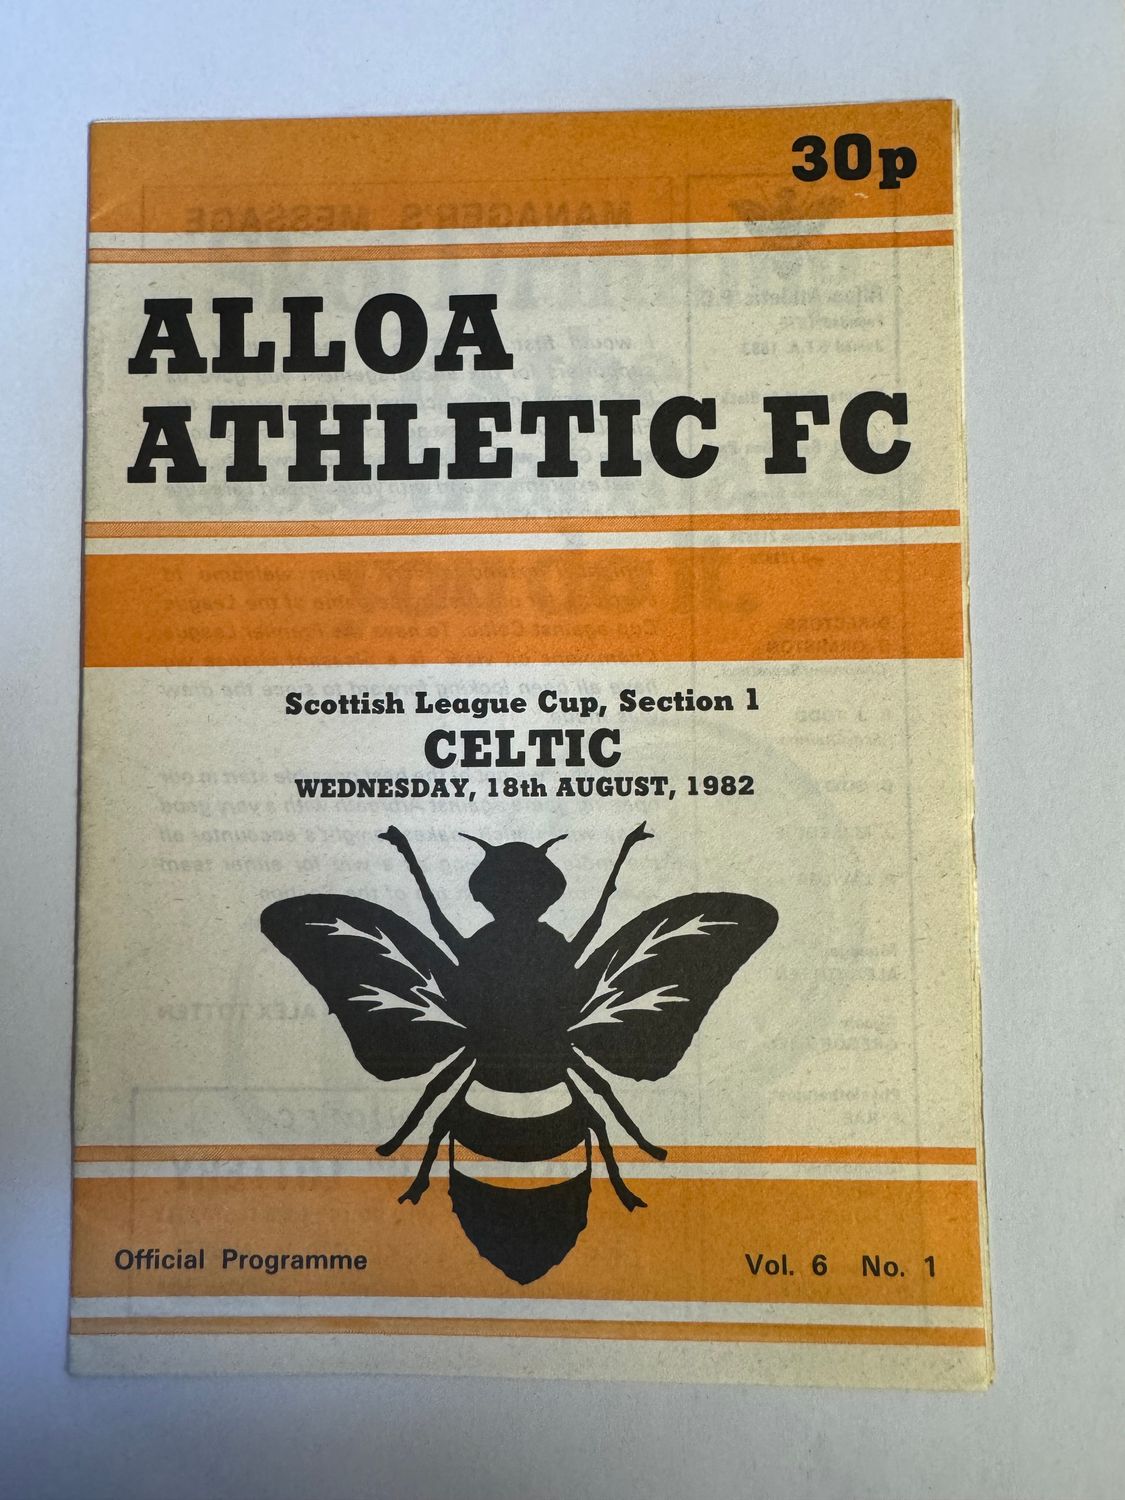 30p
ALLOA
ATHLETIC FC
Scottish League Cup, Section 1
CELTIC
WEDNESDAY, 18th AUGUST, 1982
Official Programme
Vol. 6 No. 1